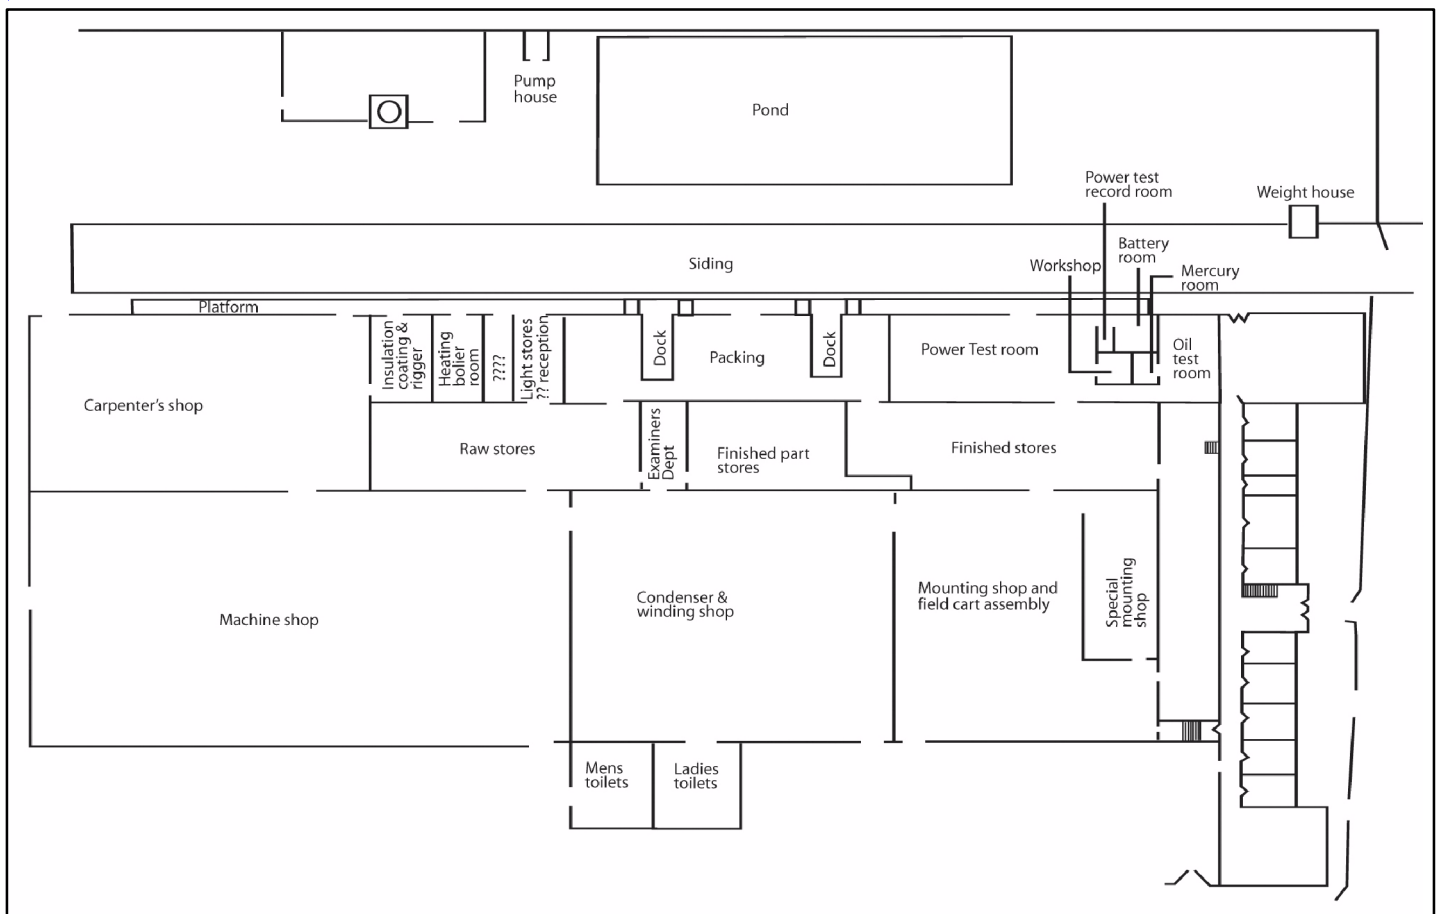 Pump
house
Pond
Power test
record room
Weight house
Battery
room
Siding
Workshop
Mercury
room
Platform
Insulation
coating &
rigger
Heating
bolier
room
????
Light stores
?? reception
Dock
Packing
Dock
Power Test room
Oil
test
room
Carpenter's shop
Raw stores
Examiners
Dept
Finished part
stores
Finished stores
Machine shop
Condenser &
winding shop
Mounting shop and
field cart assembly
Special
mounting
shop
Mens
toilets
Ladies
toilets